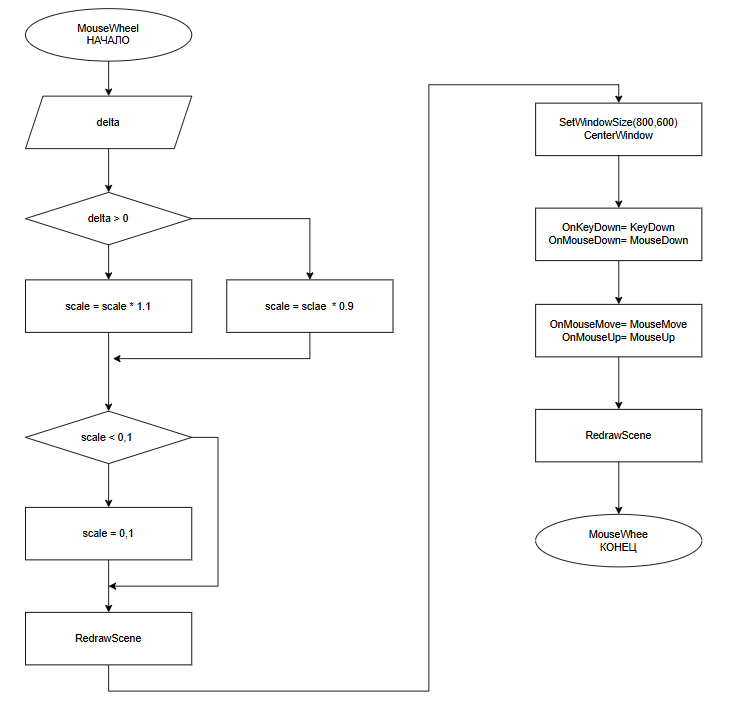 MouseWheel
НАЧАЛО
delta
delta > 0
scale = scale * 1.1
scale = sclae * 0.9
scale < 0,1
scale = 0,1
RedrawScene
SetWindowSize(800,600)
CenterWindow
OnKeyDown= KeyDown
OnMouseDown= MouseDown
OnMouseMove= MouseMove
OnMouseUp= MouseUp
RedrawScene
MouseWhee
КОНЕЦ